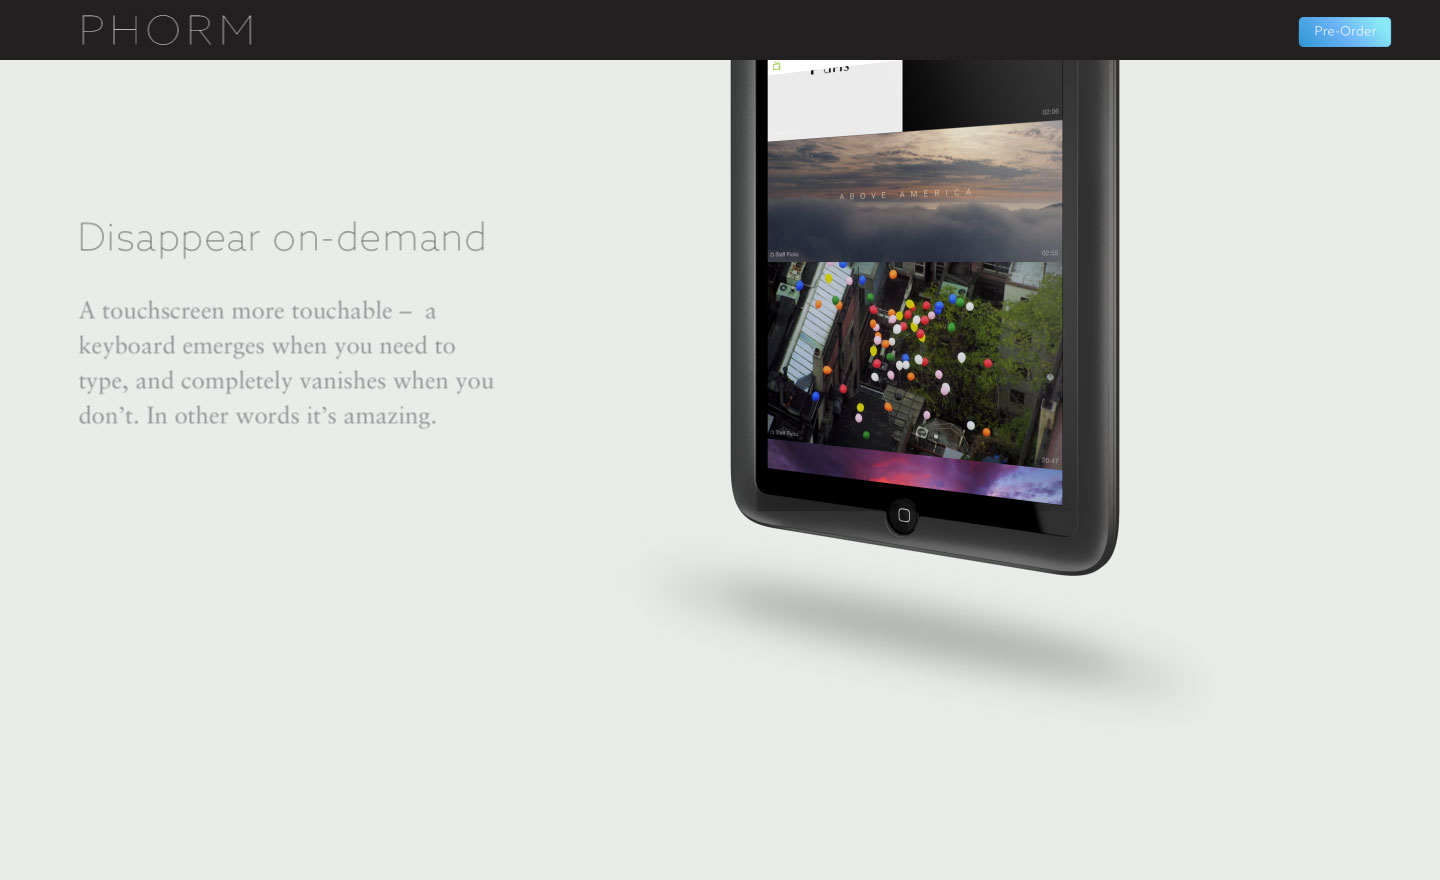 PHORM
Pre-Order
Disappear on-demand
A touchscreen more touchable – a
keyboard emerges when you need to
type, and completely vanishes when you
don’t. In other words it’s amazing.
Paris
02:06
ABOVE AMERICA
Staff Picks
02:55
Staff Picks
20:47